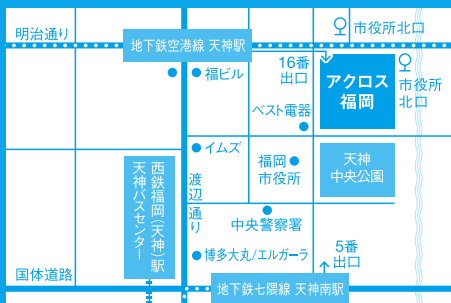 明治通り
地下鉄空港線 天神駅
市役所北口
福ビル
16番
出口
アクロス
福岡
市役所
北口
ベスト電器
イムズ
福岡
市役所
天神
中央公園
西鉄福岡(天神)駅
天神バスセンター
渡辺通り
中央警察署
博多大丸/エルガーラ
5番
出口
国体道路
地下鉄七隈線 天神南駅